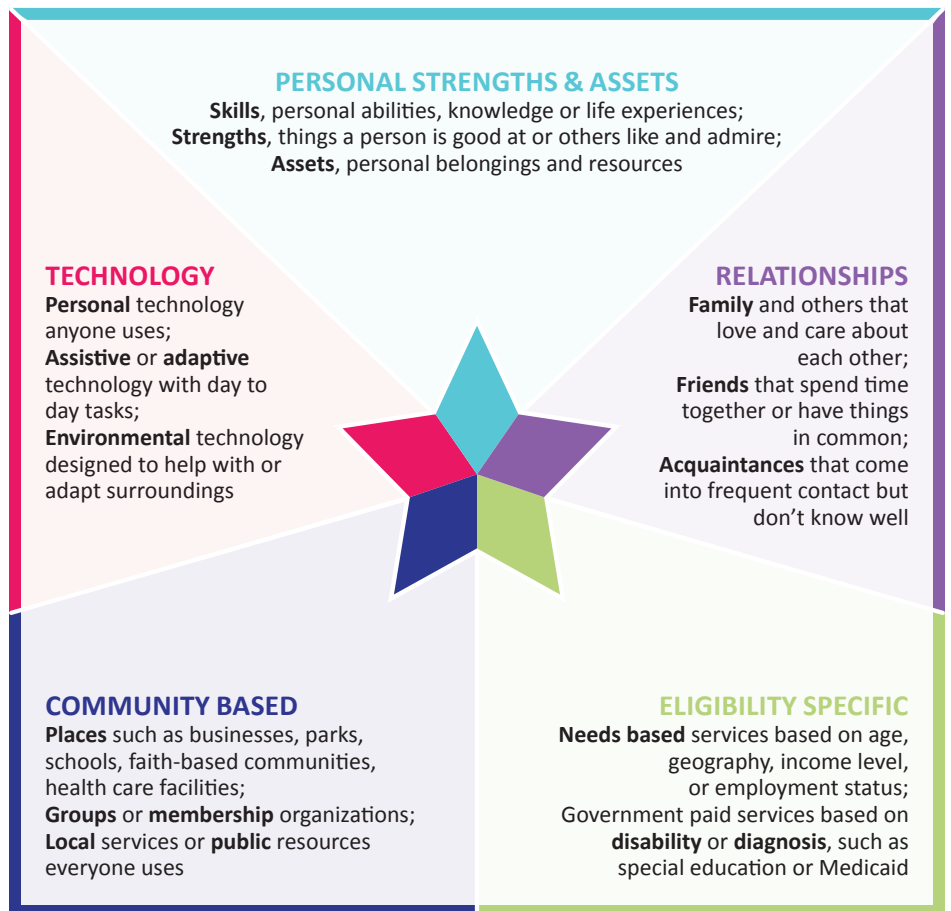 PERSONAL STRENGTHS & ASSETS
Skills, personal abilities, knowledge or life experiences;
Strengths, things a person is good at or others like and admire;
Assets, personal belongings and resources
TECHNOLOGY
Personal technology
anyone uses;
Assistive or adaptive
technology with day to
day tasks;
Environmental technology
designed to help with or
adapt surroundings
RELATIONSHIPS
Family and others that
love and care about
each other;
Friends that spend time
together or have things
in common;
Acquaintances that come
into frequent contact but
don’t know well
COMMUNITY BASED
Places such as businesses, parks,
schools, faith-based communities,
health care facilities;
Groups or membership organizations;
Local services or public resources
everyone uses
ELIGIBILITY SPECIFIC
Needs based services based on age,
geography, income level,
or employment status;
Government paid services based on
disability or diagnosis, such as
special education or Medicaid